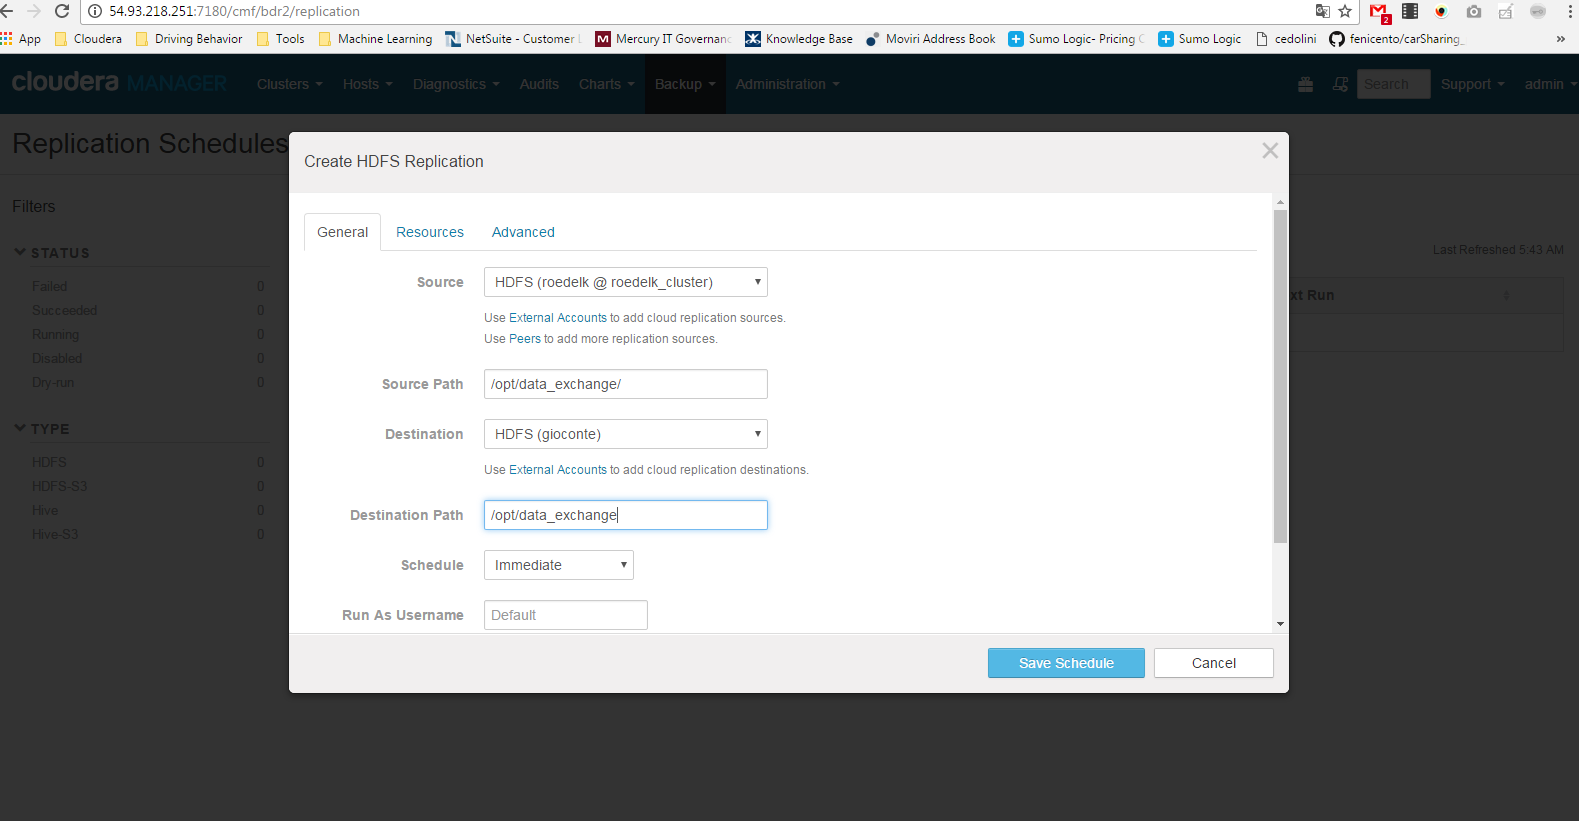 54.93.218.251:7180/cmf/bdr2/replication
2
App Cloudera Driving Behavior Tools Machine Learning NetSuite - Customer Mercury IT Governanc Knowledge Base Moviri Address Book Sumo Logic- Pricing Sumo Logic cedolini fenicento/carSharing_ »
cloudera MANAGER Clusters Hosts Diagnostics Audits Charts Backup Administration Search Support admin
Replication Schedules
Create HDFS Replication
Filters
General Resources Advanced
STATUS
Last Refreshed 5:43 AM
Source HDFS (roedelk @ roedelk_cluster)
Failed 0
xt Run
Succeeded 0
Use External Accounts to add cloud replication sources.
Running 0
Use Peers to add more replication sources.
Disabled 0
Dry-run 0
Source Path /opt/data_exchange/
TYPE
Destination HDFS (gioconte)
HDFS 0
Use External Accounts to add cloud replication destinations.
HDFS-S3 0
Hive 0
Destination Path /opt/data_exchange
Hive-S3 0
Schedule Immediate
Run As Username Default
Save Schedule Cancel